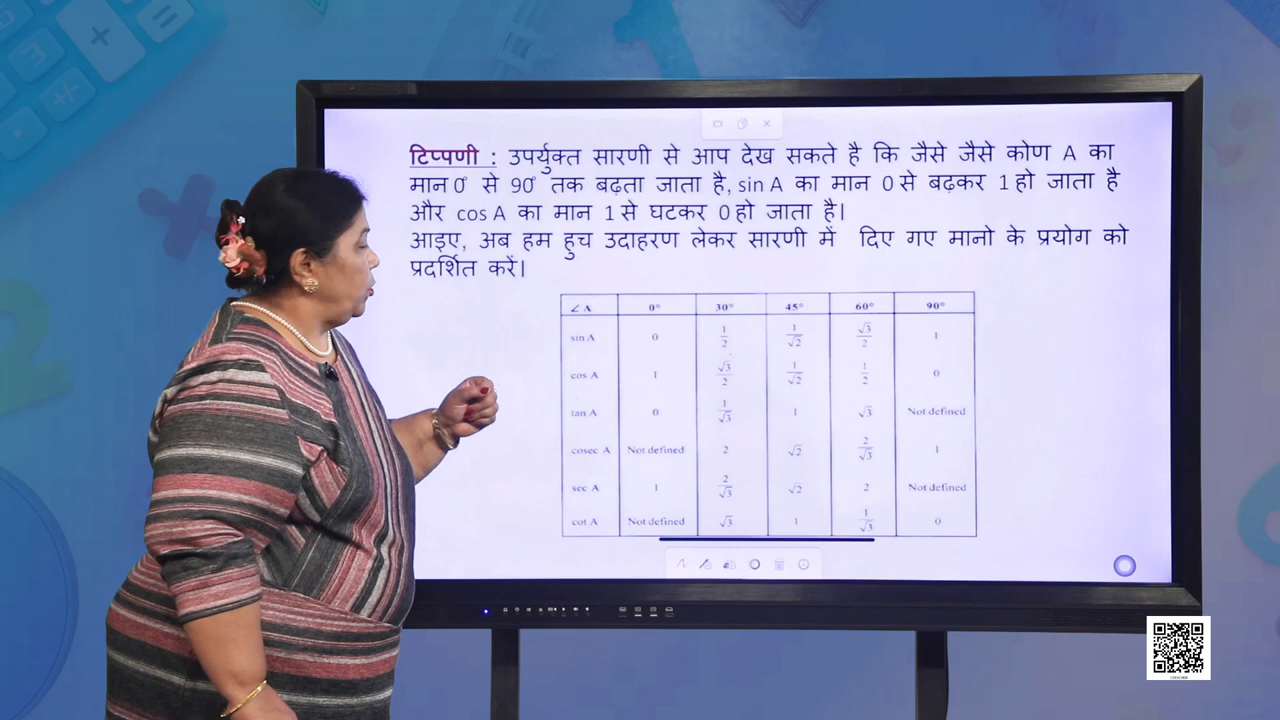 टिप्पणी : उपर्युक्त सारणी से आप देख सकते है कि जैसे जैसे कोण A का
मान 0° से 90° तक बढ़ता जाता है, sin A का मान 0 से बढ़कर 1 हो जाता है
और cos A का मान 1 से घटकर 0 हो जाता है।
आइए, अब हम हुच उदाहरण लेकर सारणी में दिए गए मानो के प्रयोग को
प्रदर्शित करें।
∠A 0° 30° 45° 60° 90°
sin A 0 1/2 1/√2 √3/2 1
cos A 1 √3/2 1/√2 1/2 0
tan A 0 1/√3 1 √3 Not defined
cosec A Not defined 2 √2 2/√3 1
sec A 1 2/√3 √2 2 Not defined
cot A Not defined √3 1 1/√3 0